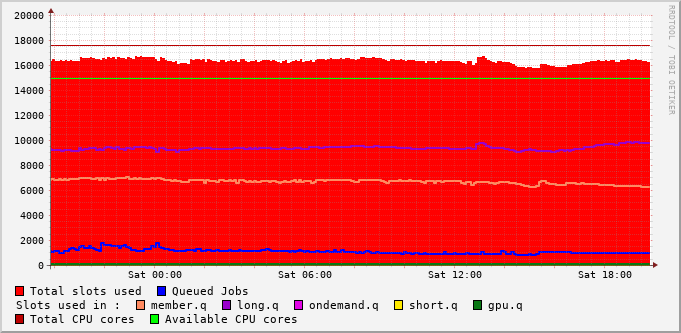 RRDTOOL / TOBI OETIKER
20000
18000
16000
14000
12000
10000
8000
6000
4000
2000
0
Sat 00:00 Sat 06:00 Sat 12:00 Sat 18:00
Total slots used Queued Jobs
Slots used in : member.q long.q ondemand.q short.q gpu.q
Total CPU cores Available CPU cores